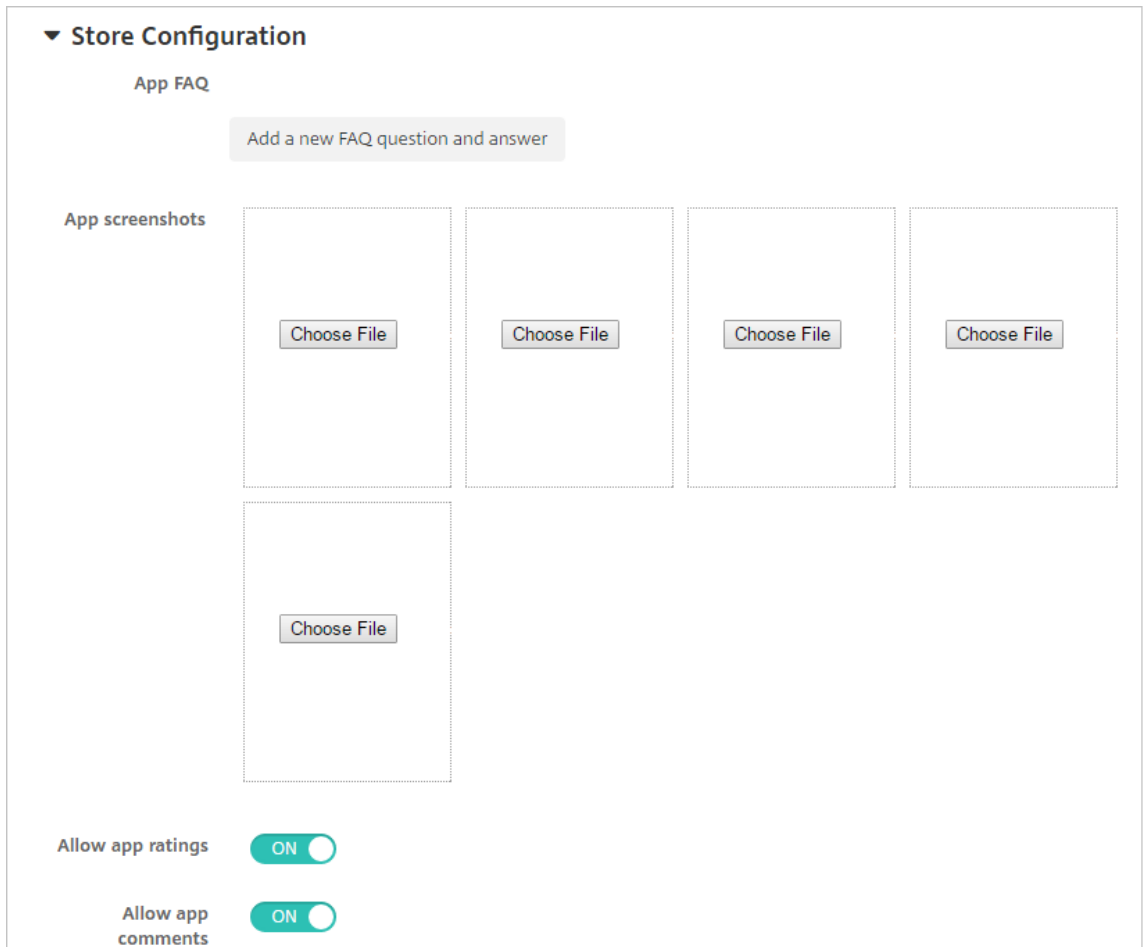 Store Configuration
App FAQ
Add a new FAQ question and answer
App screenshots
Choose File
Choose File
Choose File
Choose File
Choose File
Allow app ratings
ON
Allow app
comments
ON